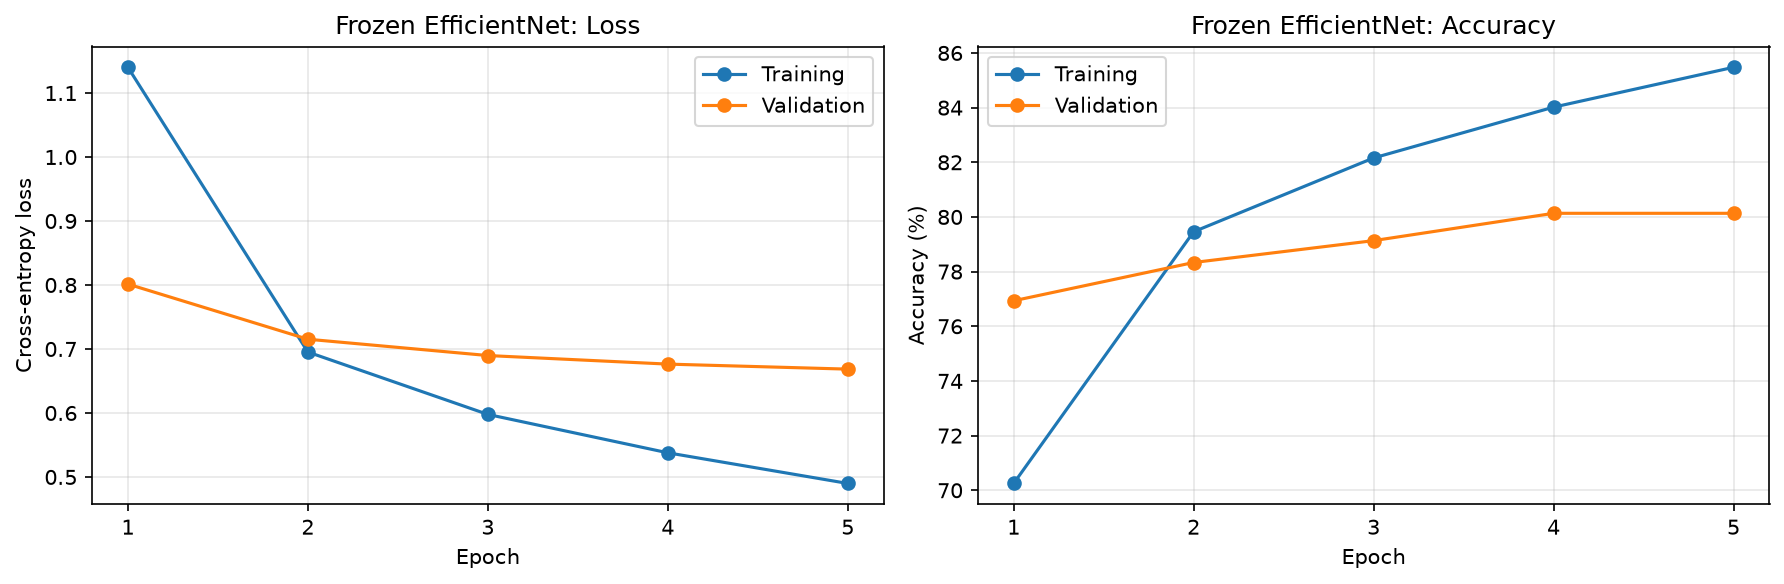 Frozen EfficientNet: Loss
Training
Validation
Cross-entropy loss
1.1
1.0
0.9
0.8
0.7
0.6
0.5
1 2 3 4 5
Epoch
Frozen EfficientNet: Accuracy
Training
Validation
Accuracy (%)
86
84
82
80
78
76
74
72
70
1 2 3 4 5
Epoch